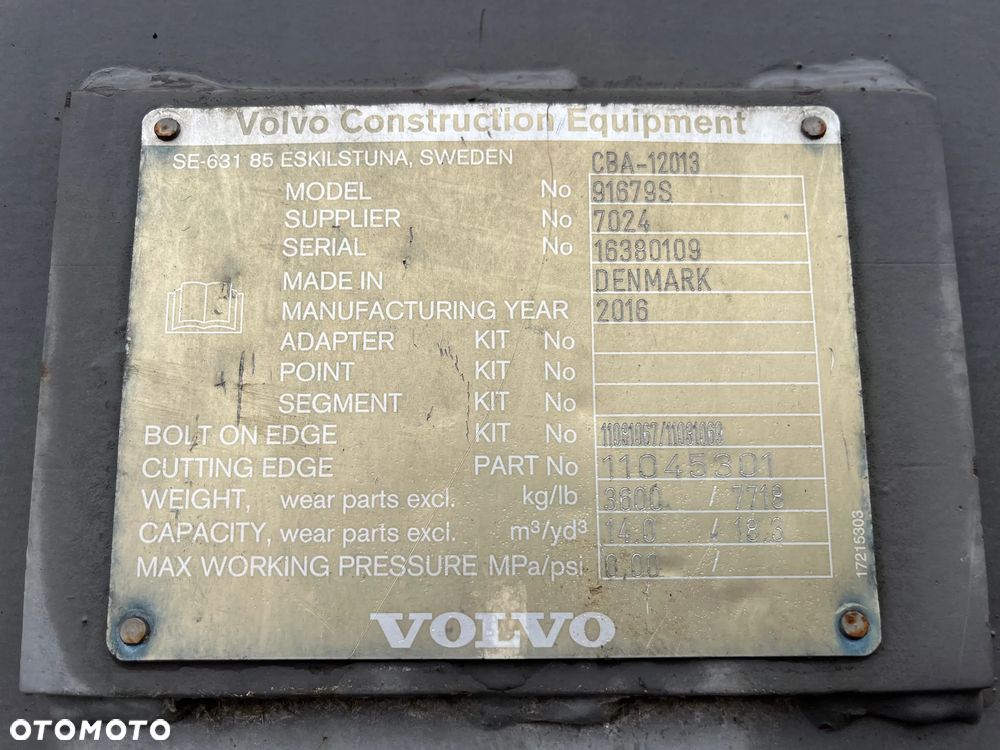 Volvo Construction Equipment
SE-631 85 ESKILSTUNA, SWEDEN CBA-12013
MODEL No 91679S
SUPPLIER No 7024
SERIAL No 16380109
MADE IN DENMARK
MANUFACTURING YEAR 2016
ADAPTER KIT No
POINT KIT No
SEGMENT KIT No
BOLT ON EDGE KIT No 11081067/11081069
CUTTING EDGE PART No 11045301
WEIGHT, wear parts excl. kg/lb 3600 / 7718
CAPACITY, wear parts excl. m³/yd³ 14.0 / 18.3
MAX WORKING PRESSURE MPa/psi 0,00 /
17215303
VOLVO
OTOMOTO